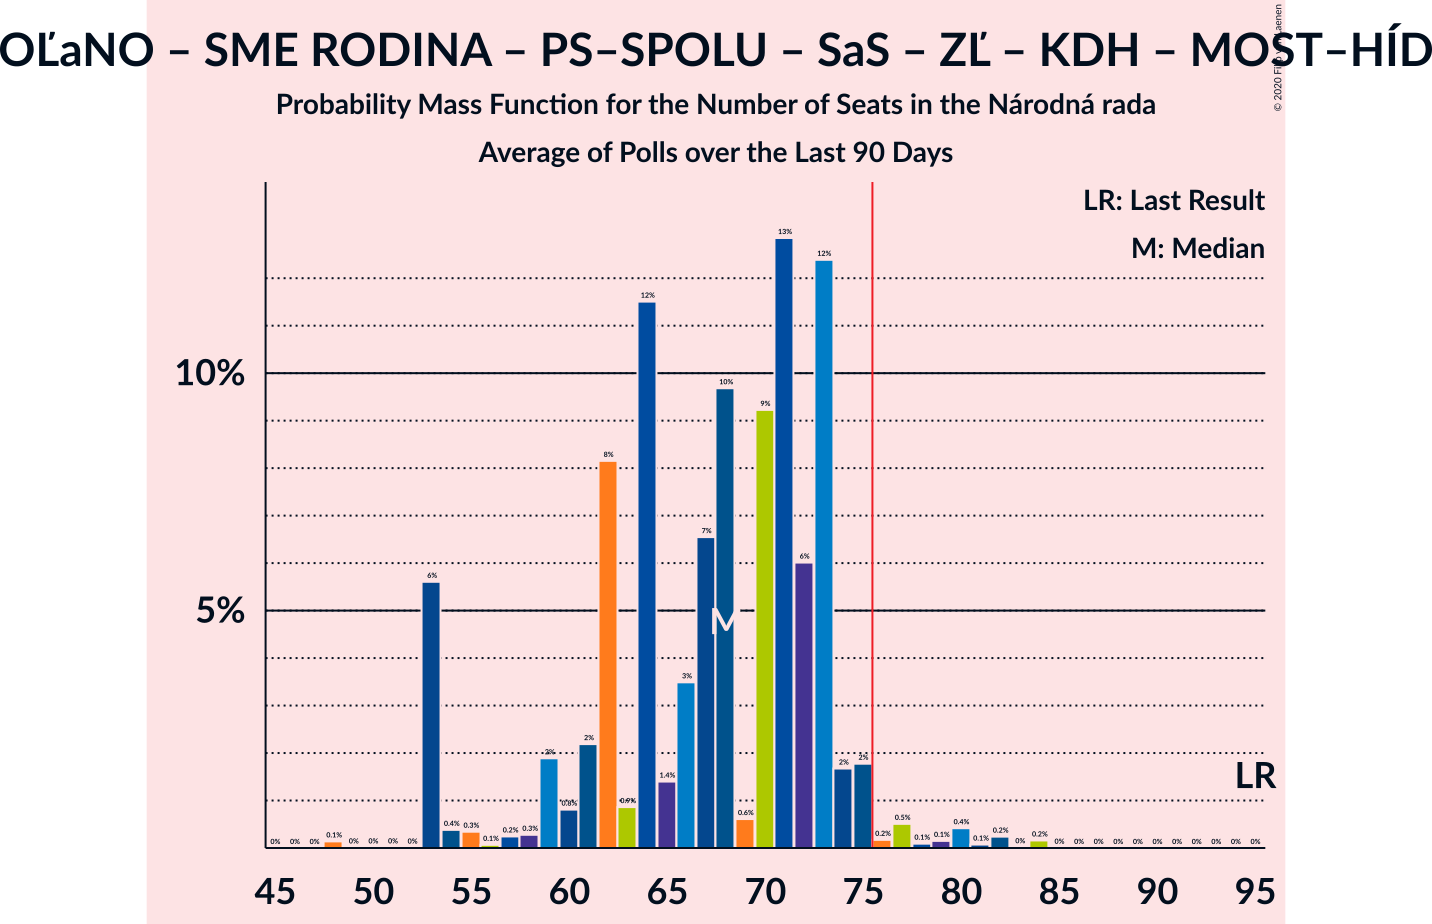 OĽaNO – SME RODINA – PS–SPOLU – SaS – ZĽ – KDH – MOST–HÍD
Probability Mass Function for the Number of Seats in the Národná rada
Average of Polls over the Last 90 Days
LR: Last Result
M: Median
10%
5%
0% 0% 0% 0.1% 0% 0% 0% 0% 6% 0.4% 0.3% 0.1% 0.2% 0.3% 2% 0.8% 2% 8% 0.9% 12% 1.4% 3% 7% 10% 0.6% 9% 13% 6% 12% 2% 2% 0.2% 0.5% 0.1% 0.1% 0.4% 0.1% 0.2% 0% 0.2% 0% 0% 0% 0% 0% 0% 0% 0% 0% 0% 0%
M
LR
45 50 55 60 65 70 75 80 85 90 95
© 2020